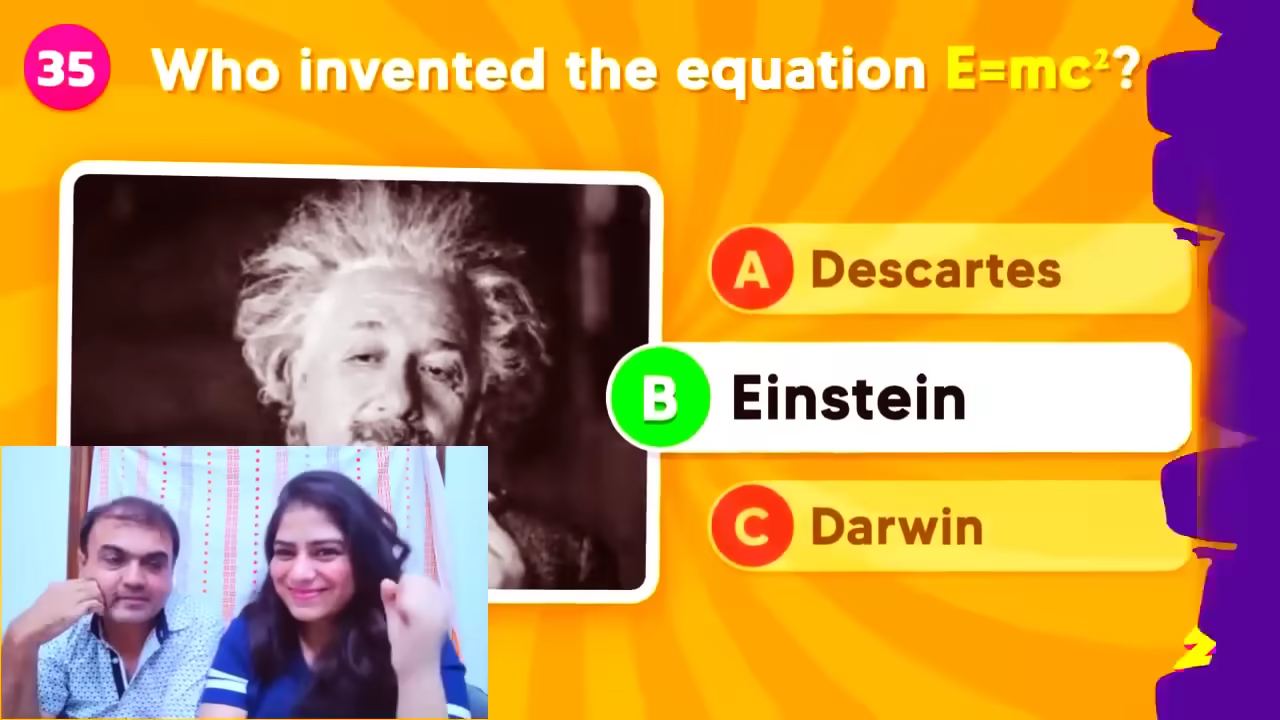 35 Who invented the equation E=mc²?
A Descartes
B Einstein
C Darwin